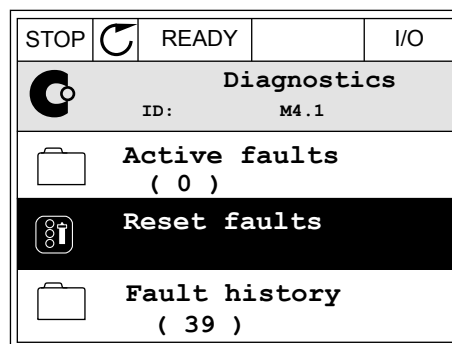 STOP READY I/O
Diagnostics
ID: M4.1
Active faults
( 0 )
Reset faults
Fault history
( 39 )